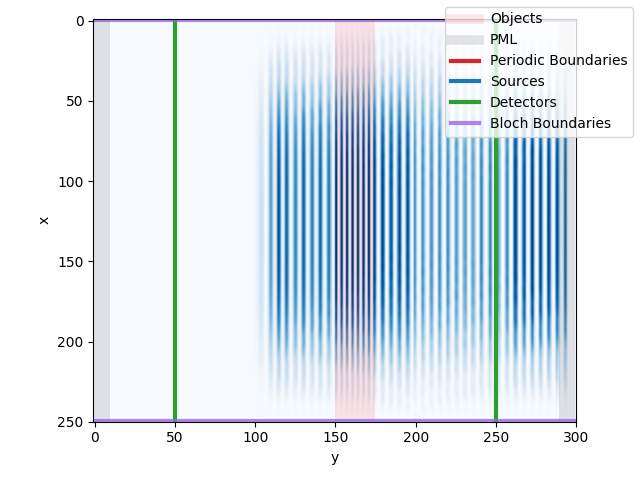 Objects
PML
Periodic Boundaries
Sources
Detectors
Bloch Boundaries
0
50
100
150
200
250
x
0 50 100 150 200 250 300
y